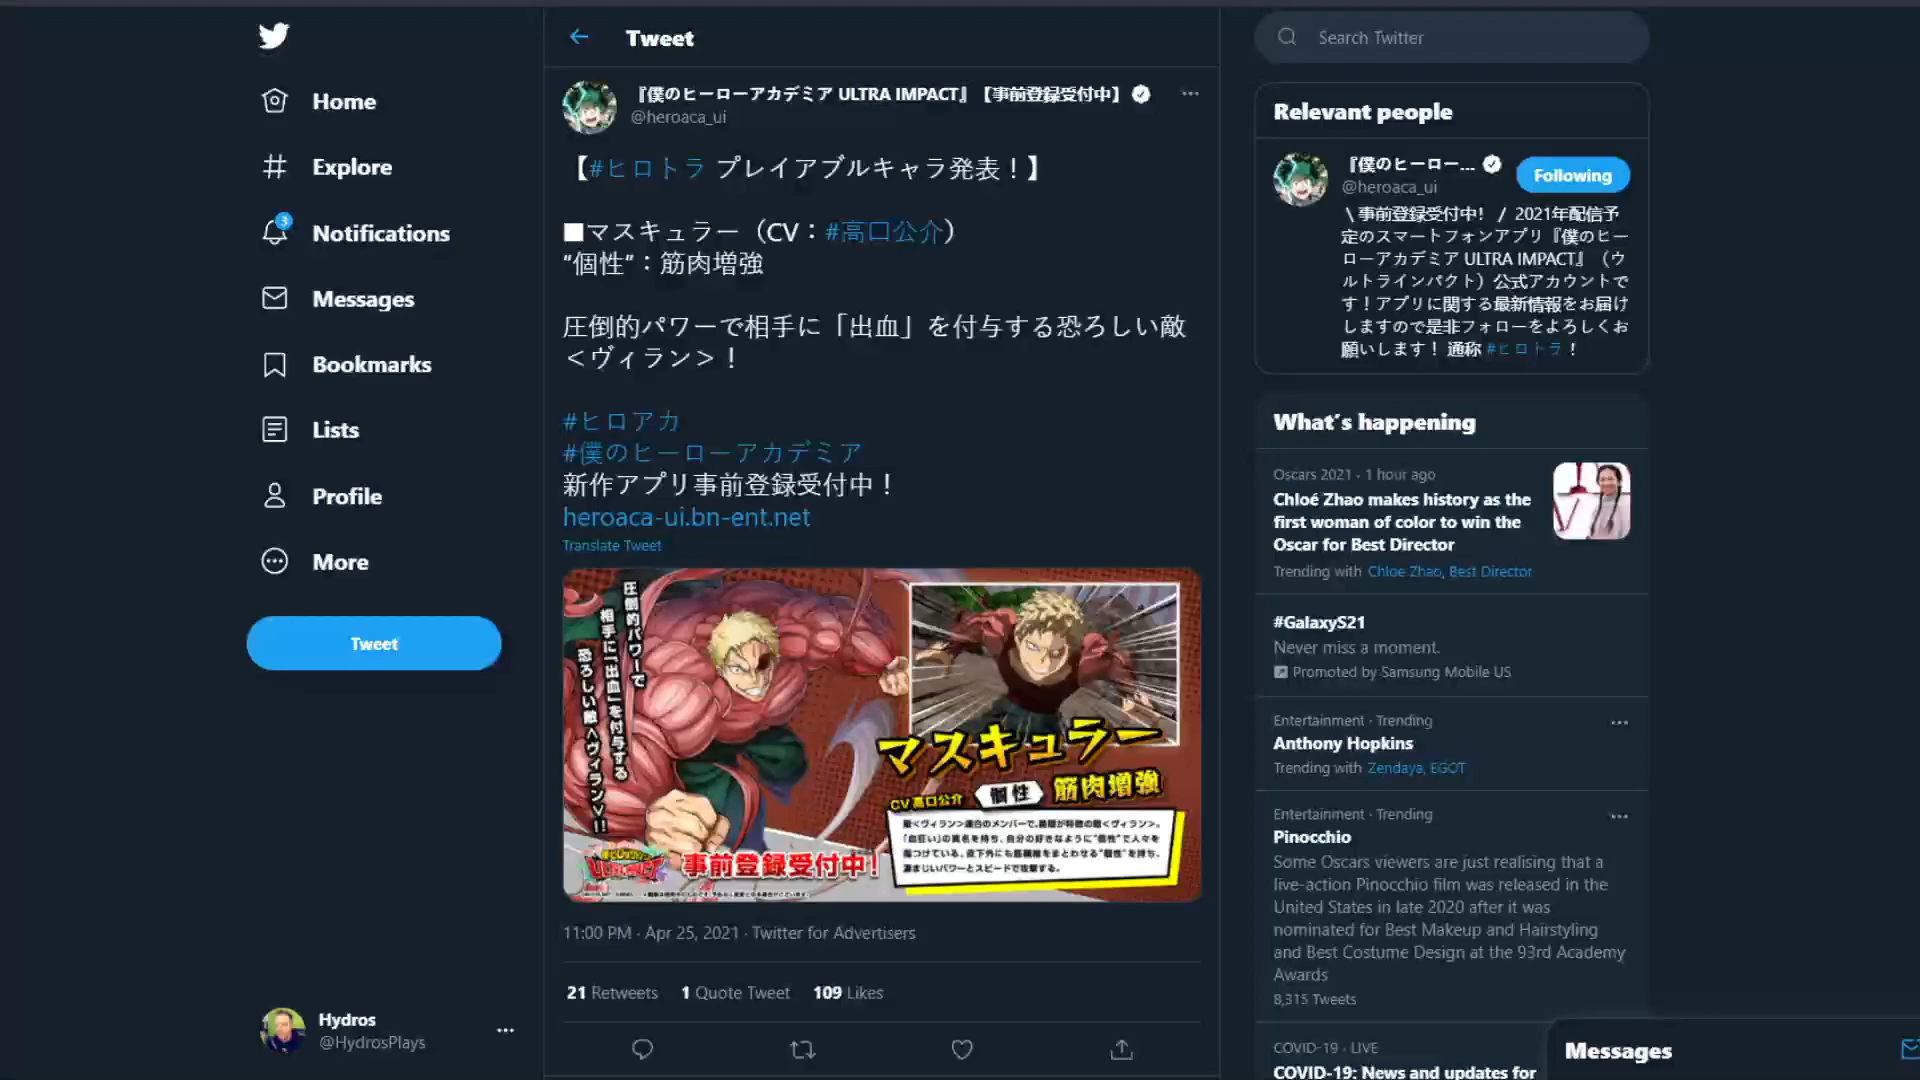 Home
Explore
3
Notifications
Messages
Bookmarks
Lists
Profile
More
Tweet
Hydros
@HydrosPlays
Tweet
『僕のヒーローアカデミア ULTRA IMPACT』【事前登録受付中】
@heroaca_ui
【#ヒロトラ プレイアブルキャラ発表！】
■マスキュラー（CV：#高口公介）
“個性”：筋肉増強
圧倒的パワーで相手に「出血」を付与する恐ろしい敵
＜ヴィラン＞！
#ヒロアカ
#僕のヒーローアカデミア
新作アプリ事前登録受付中！
heroaca-ui.bn-ent.net
Translate Tweet
圧倒的パワーで
相手に「出血」を付与する
恐ろしい敵＜ヴィラン＞!!
マスキュラー
CV 高口公介
個性
筋肉増強
ULTRA IMPACT
事前登録受付中!
11:00 PM · Apr 25, 2021 · Twitter for Advertisers
21 Retweets 1 Quote Tweet 109 Likes
Search Twitter
Relevant people
『僕のヒーロー...
@heroaca_ui
Following
\ 事前登録受付中！ / 2021年配信予
定のスマートフォンアプリ『僕のヒー
ローアカデミア ULTRA IMPACT』（ウ
ルトラインパクト）公式アカウントで
す！アプリに関する最新情報をお届け
しますので是非フォローをよろしくお
願いします！ 通称 #ヒロトラ！
What's happening
Oscars 2021 · 1 hour ago
Chloé Zhao makes history as the
first woman of color to win the
Oscar for Best Director
Trending with Chloe Zhao, Best Director
#GalaxyS21
Never miss a moment.
Promoted by Samsung Mobile US
Entertainment · Trending
Anthony Hopkins
Trending with Zendaya, EGOT
Entertainment · Trending
Pinocchio
Some Oscars viewers are just realising that a
live-action Pinocchio film was released in the
United States in late 2020 after it was
nominated for Best Makeup and Hairstyling
and Best Costume Design at the 93rd Academy
Awards
8,315 Tweets
COVID-19 · LIVE
COVID-19: News and updates for
Messages